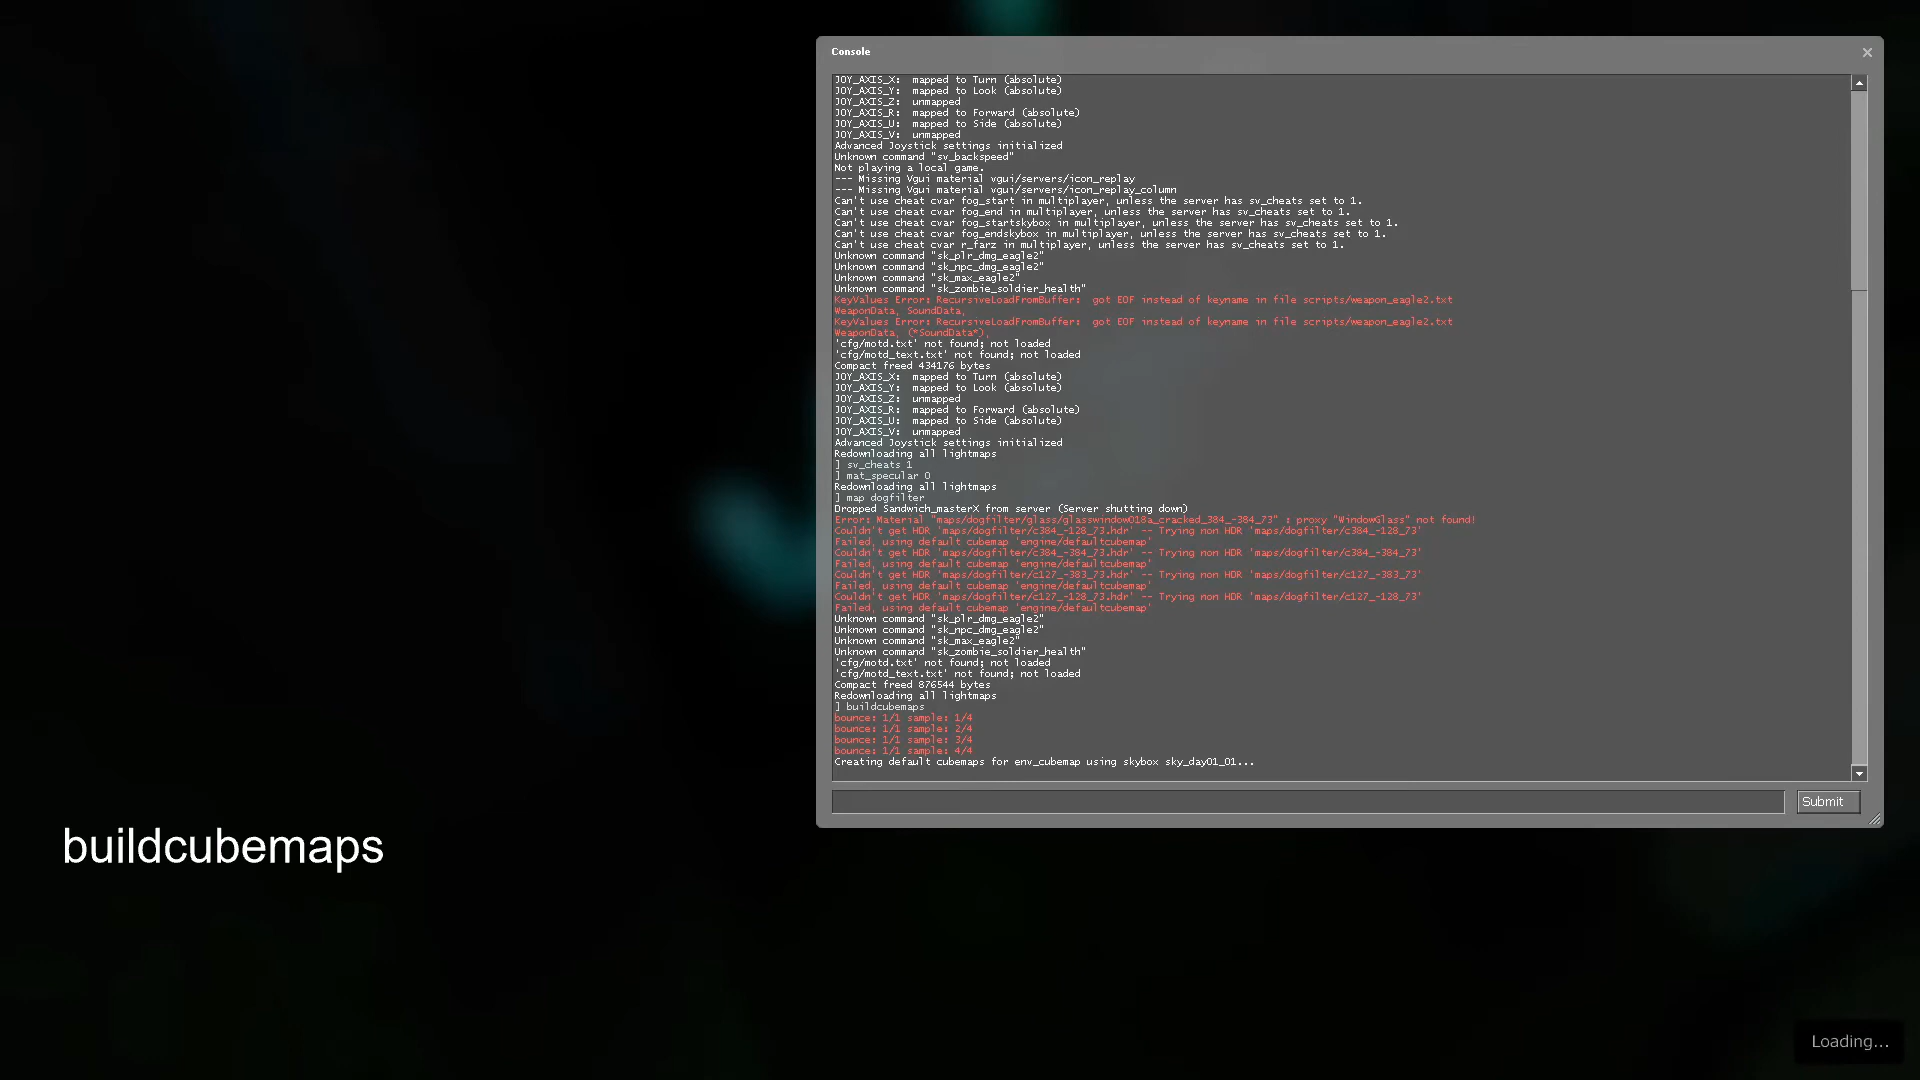 Console
JOY_AXIS_X:  mapped to Turn (absolute)
JOY_AXIS_Y:  mapped to Look (absolute)
JOY_AXIS_Z:  unmapped
JOY_AXIS_R:  mapped to Forward (absolute)
JOY_AXIS_U:  mapped to Side (absolute)
JOY_AXIS_V:  unmapped
Advanced Joystick settings initialized
Unknown command "sv_backspeed"
Not playing a local game.
--- Missing Vgui material vgui/servers/icon_replay
--- Missing Vgui material vgui/servers/icon_replay_column
Can't use cheat cvar fog_start in multiplayer, unless the server has sv_cheats set to 1.
Can't use cheat cvar fog_end in multiplayer, unless the server has sv_cheats set to 1.
Can't use cheat cvar fog_startskybox in multiplayer, unless the server has sv_cheats set to 1.
Can't use cheat cvar fog_endskybox in multiplayer, unless the server has sv_cheats set to 1.
Can't use cheat cvar r_farz in multiplayer, unless the server has sv_cheats set to 1.
Unknown command "sk_plr_dmg_eagle2"
Unknown command "sk_npc_dmg_eagle2"
Unknown command "sk_max_eagle2"
Unknown command "sk_zombie_soldier_health"
KeyValues Error: RecursiveLoadFromBuffer:  got EOF instead of keyname in file scripts/weapon_eagle2.txt
WeaponData, SoundData,
KeyValues Error: RecursiveLoadFromBuffer:  got EOF instead of keyname in file scripts/weapon_eagle2.txt
WeaponData, (*SoundData*),
'cfg/motd.txt' not found; not loaded
'cfg/motd_text.txt' not found; not loaded
Compact freed 434176 bytes
JOY_AXIS_X:  mapped to Turn (absolute)
JOY_AXIS_Y:  mapped to Look (absolute)
JOY_AXIS_Z:  unmapped
JOY_AXIS_R:  mapped to Forward (absolute)
JOY_AXIS_U:  mapped to Side (absolute)
JOY_AXIS_V:  unmapped
Advanced Joystick settings initialized
Redownloading all lightmaps
] sv_cheats 1
] mat_specular 0
Redownloading all lightmaps
] map dogfilter
Dropped Sandwich_masterX from server (Server shutting down)
Error: Material "maps/dogfilter/glass/glasswindow018a_cracked_384_-384_73" : proxy "WindowGlass" not found!
Couldn't get HDR 'maps/dogfilter/c384_-128_73.hdr' -- Trying non HDR 'maps/dogfilter/c384_-128_73'
Failed, using default cubemap 'engine/defaultcubemap'
Couldn't get HDR 'maps/dogfilter/c384_-384_73.hdr' -- Trying non HDR 'maps/dogfilter/c384_-384_73'
Failed, using default cubemap 'engine/defaultcubemap'
Couldn't get HDR 'maps/dogfilter/c127_-383_73.hdr' -- Trying non HDR 'maps/dogfilter/c127_-383_73'
Failed, using default cubemap 'engine/defaultcubemap'
Couldn't get HDR 'maps/dogfilter/c127_-128_73.hdr' -- Trying non HDR 'maps/dogfilter/c127_-128_73'
Failed, using default cubemap 'engine/defaultcubemap'
Unknown command "sk_plr_dmg_eagle2"
Unknown command "sk_npc_dmg_eagle2"
Unknown command "sk_max_eagle2"
Unknown command "sk_zombie_soldier_health"
'cfg/motd.txt' not found; not loaded
'cfg/motd_text.txt' not found; not loaded
Compact freed 876544 bytes
Redownloading all lightmaps
] buildcubemaps
bounce: 1/1 sample: 1/4
bounce: 1/1 sample: 2/4
bounce: 1/1 sample: 3/4
bounce: 1/1 sample: 4/4
Creating default cubemaps for env_cubemap using skybox sky_day01_01...
Submit
buildcubemaps
Loading...